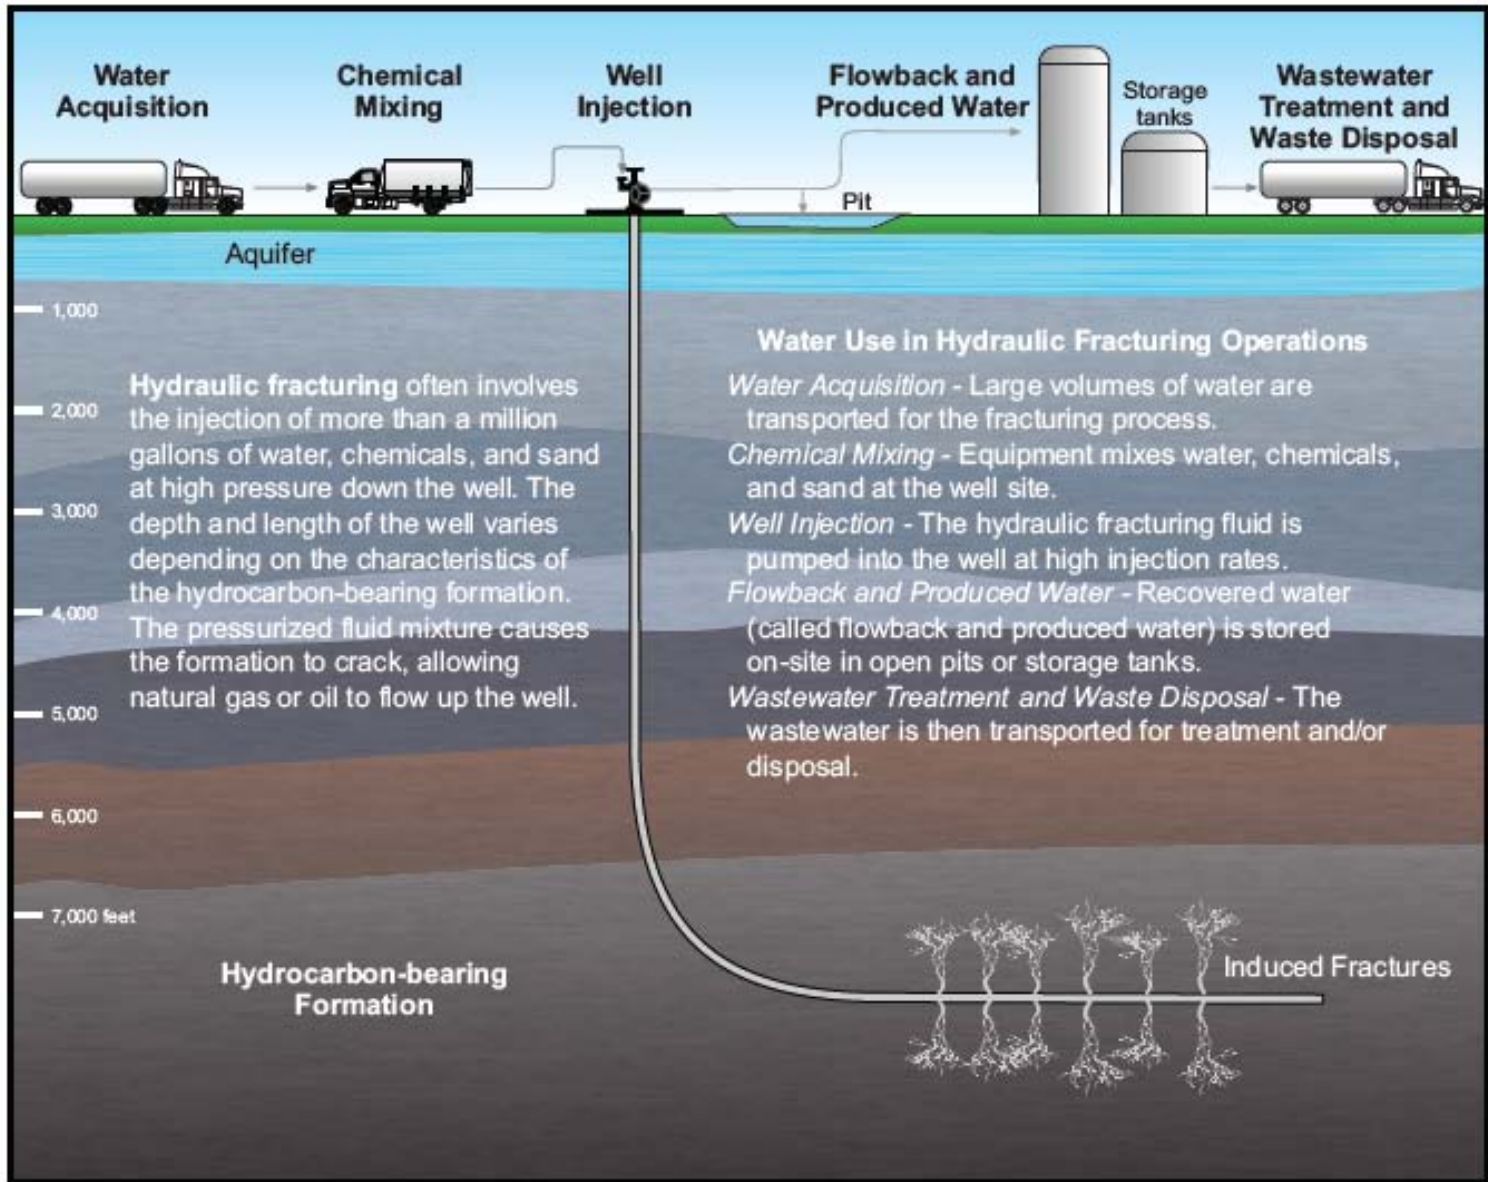 Water
Acquisition
Chemical
Mixing
Well
Injection
Flowback and
Produced Water
Storage
tanks
Wastewater
Treatment and
Waste Disposal
Pit
Aquifer
1,000
2,000
3,000
4,000
5,000
6,000
7,000 feet
Hydraulic fracturing often involves
the injection of more than a million
gallons of water, chemicals, and sand
at high pressure down the well. The
depth and length of the well varies
depending on the characteristics of
the hydrocarbon-bearing formation.
The pressurized fluid mixture causes
the formation to crack, allowing
natural gas or oil to flow up the well.
Water Use in Hydraulic Fracturing Operations
Water Acquisition - Large volumes of water are
transported for the fracturing process.
Chemical Mixing - Equipment mixes water, chemicals,
and sand at the well site.
Well Injection - The hydraulic fracturing fluid is
pumped into the well at high injection rates.
Flowback and Produced Water - Recovered water
(called flowback and produced water) is stored
on-site in open pits or storage tanks.
Wastewater Treatment and Waste Disposal - The
wastewater is then transported for treatment and/or
disposal.
Hydrocarbon-bearing
Formation
Induced Fractures